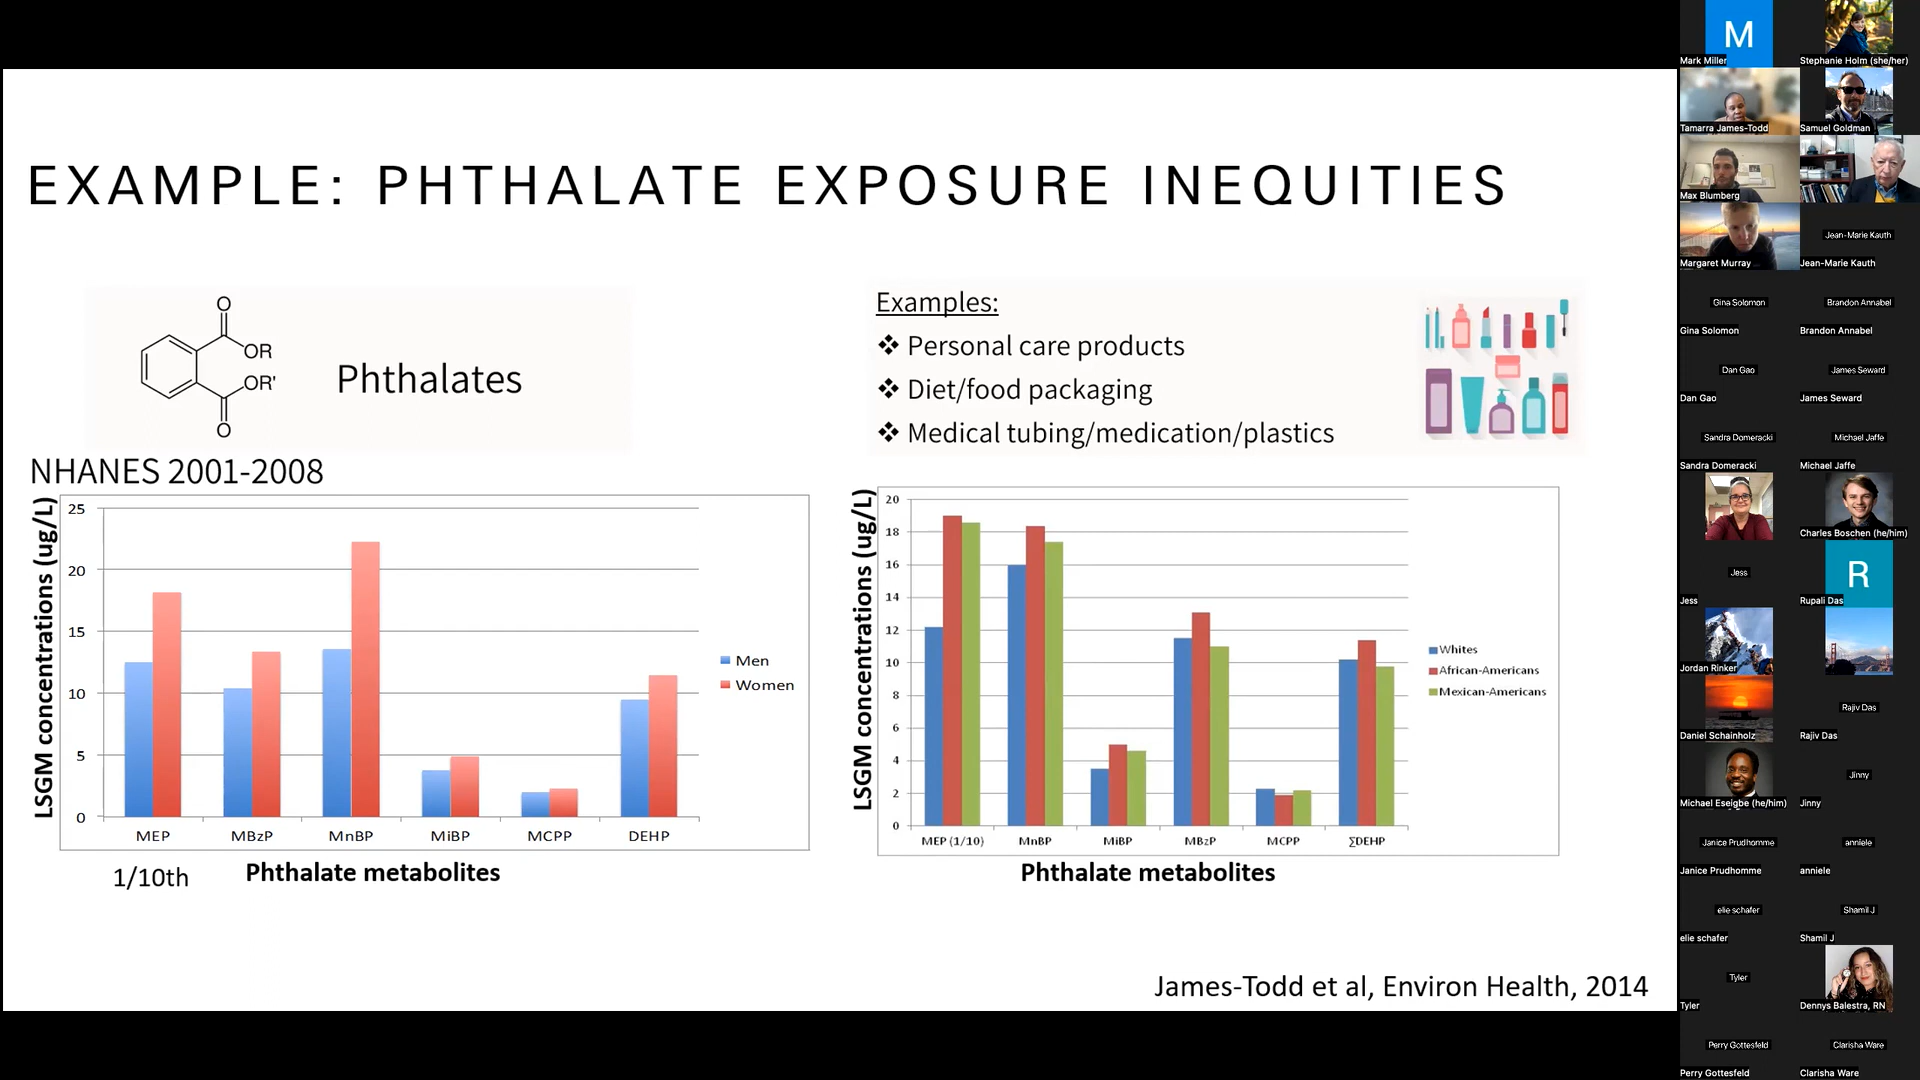 EXAMPLE: PHTHALATE EXPOSURE INEQUITIES
O
OR
OR'
O
Phthalates
Examples:
❖ Personal care products
❖ Diet/food packaging
❖ Medical tubing/medication/plastics
NHANES 2001-2008
LSGM concentrations (ug/L)
25
20
15
10
5
0
MEP
MBzP
MnBP
MiBP
MCPP
DEHP
Men
Women
1/10th
Phthalate metabolites
LSGM concentrations (ug/L)
20
18
16
14
12
10
8
6
4
2
0
MEP (1/10)
MnBP
MiBP
MBzP
MCPP
∑DEHP
Whites
African-Americans
Mexican-Americans
Phthalate metabolites
James-Todd et al, Environ Health, 2014
M
Mark Miller
Stephanie Holm (she/her)
Tamarra James-Todd
Samuel Goldman
Max Blumberg
Margaret Murray
Jean-Marie Kauth
Jean-Marie Kauth
Gina Solomon
Gina Solomon
Brandon Annabel
Brandon Annabel
Dan Gao
Dan Gao
James Seward
James Seward
Sandra Domeracki
Sandra Domeracki
Michael Jaffe
Michael Jaffe
Charles Boschen (he/him)
Jess
Jess
R
Rupali Das
Jordan Rinker
Daniel Schainholz
Rajiv Das
Rajiv Das
Michael Eseigbe (he/him)
Jinny
Jinny
Janice Prudhomme
Janice Prudhomme
anniele
anniele
elie schafer
elie schafer
Shamil J
Shamil J
Tyler
Tyler
Dennys Balestra, RN
Perry Gottesfeld
Perry Gottesfeld
Clarisha Ware
Clarisha Ware